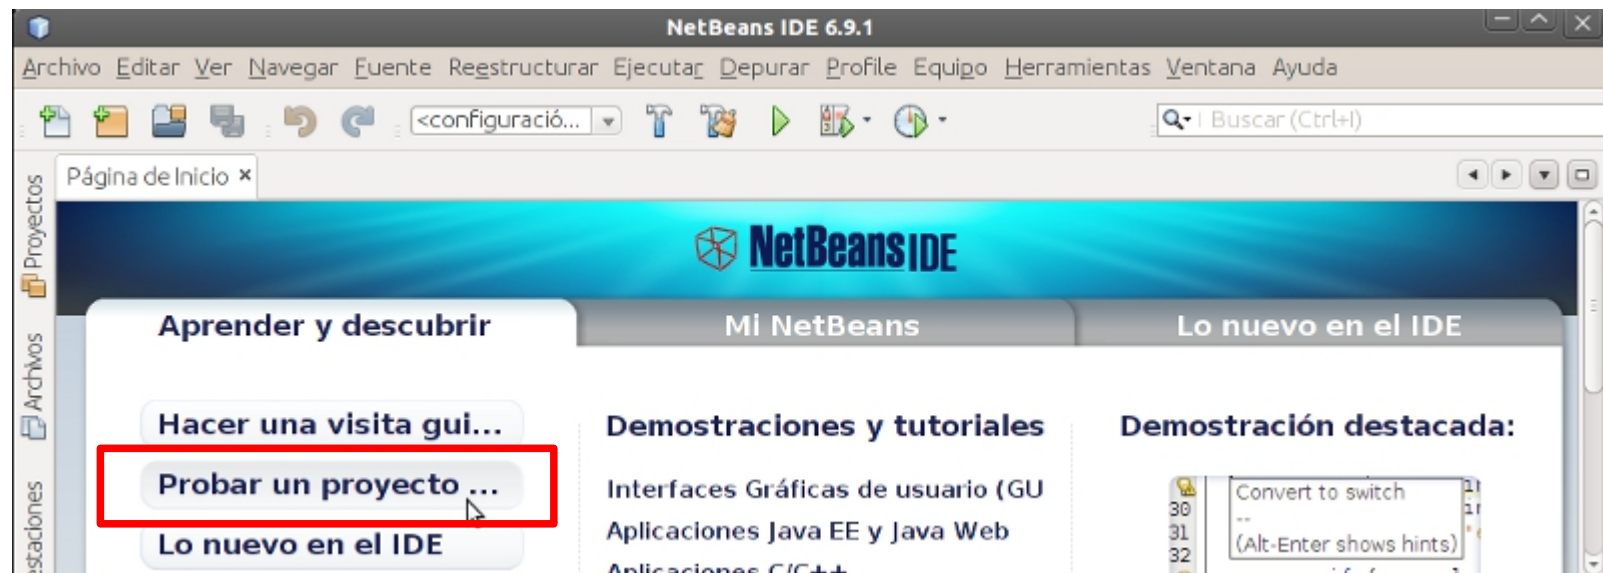 NetBeans IDE 6.9.1
Archivo Editar Ver Navegar Fuente Reestructurar Ejecutar Depurar Profile Equipo Herramientas Ventana Ayuda
<configuració... Buscar (Ctrl+I)
Página de Inicio
Proyectos
NetBeans IDE
Aprender y descubrir Mi NetBeans Lo nuevo en el IDE
Archivos
Hacer una visita gui... Demostraciones y tutoriales Demostración destacada:
Probar un proyecto ... Interfaces Gráficas de usuario (GU
Convert to switch
30
--
Aplicaciones Java EE y Java Web
31
(Alt-Enter shows hints)
Lo nuevo en el IDE
32
estaciones
Aplicaciones C/C++